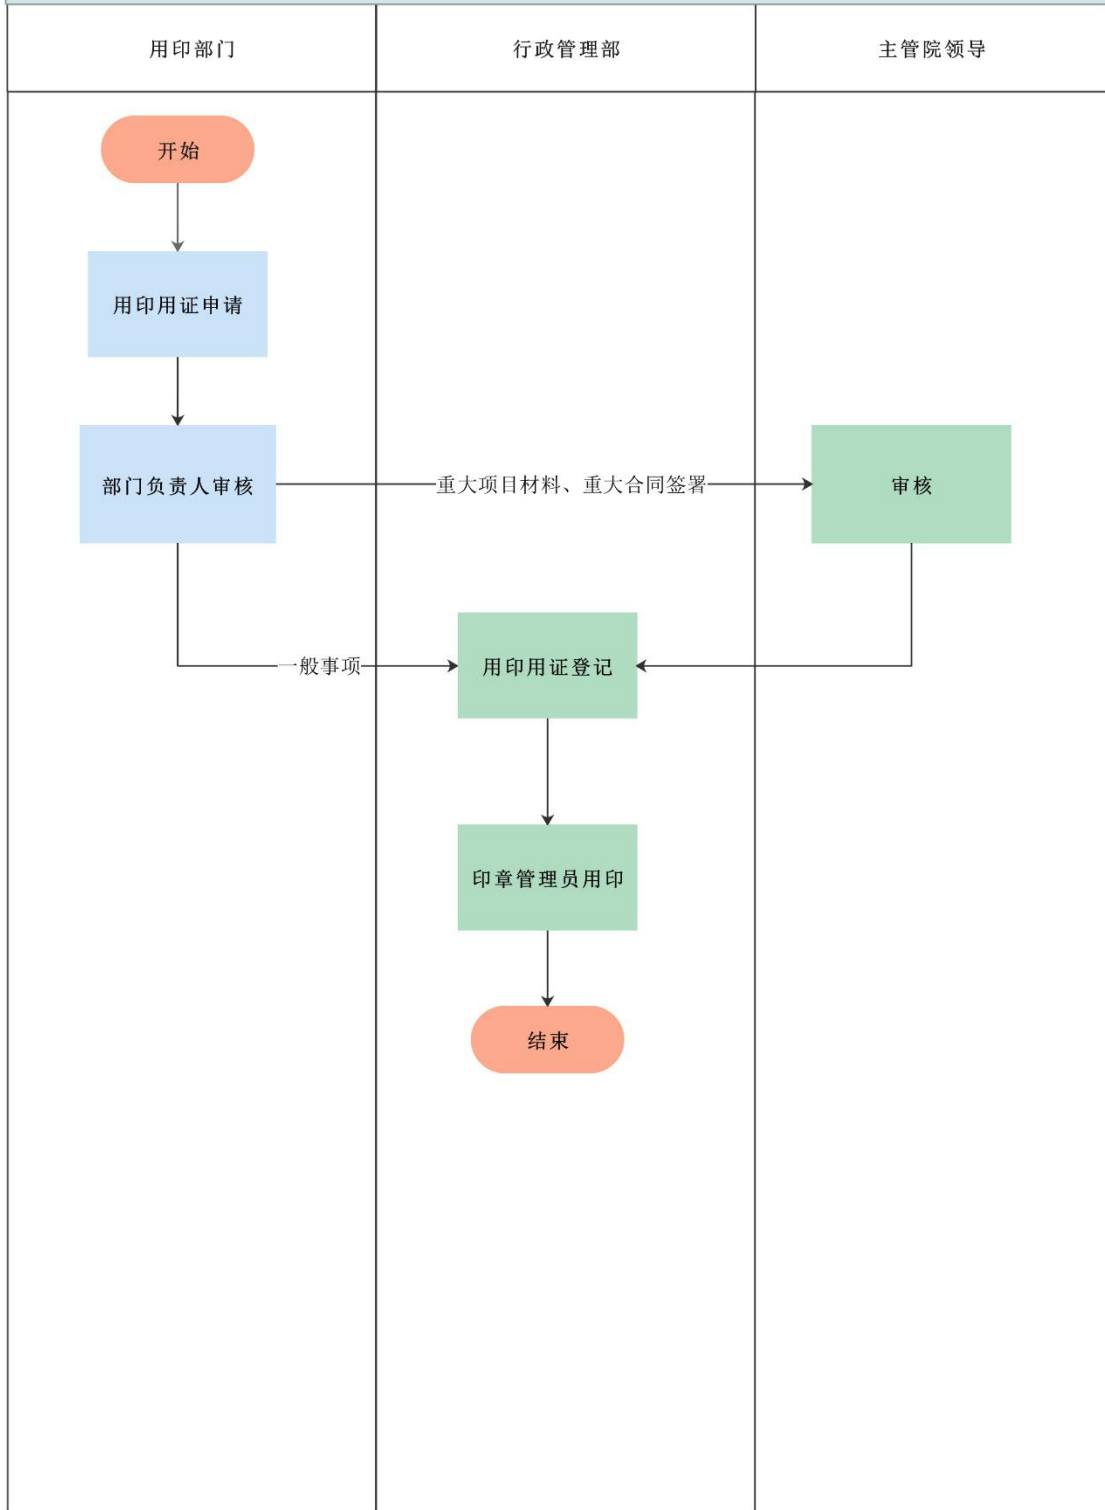 用印部门
行政管理部
主管院领导
开始
用印用证申请
部门负责人审核
重大项目材料、重大合同签署
审核
一般事项
用印用证登记
印章管理员用印
结束